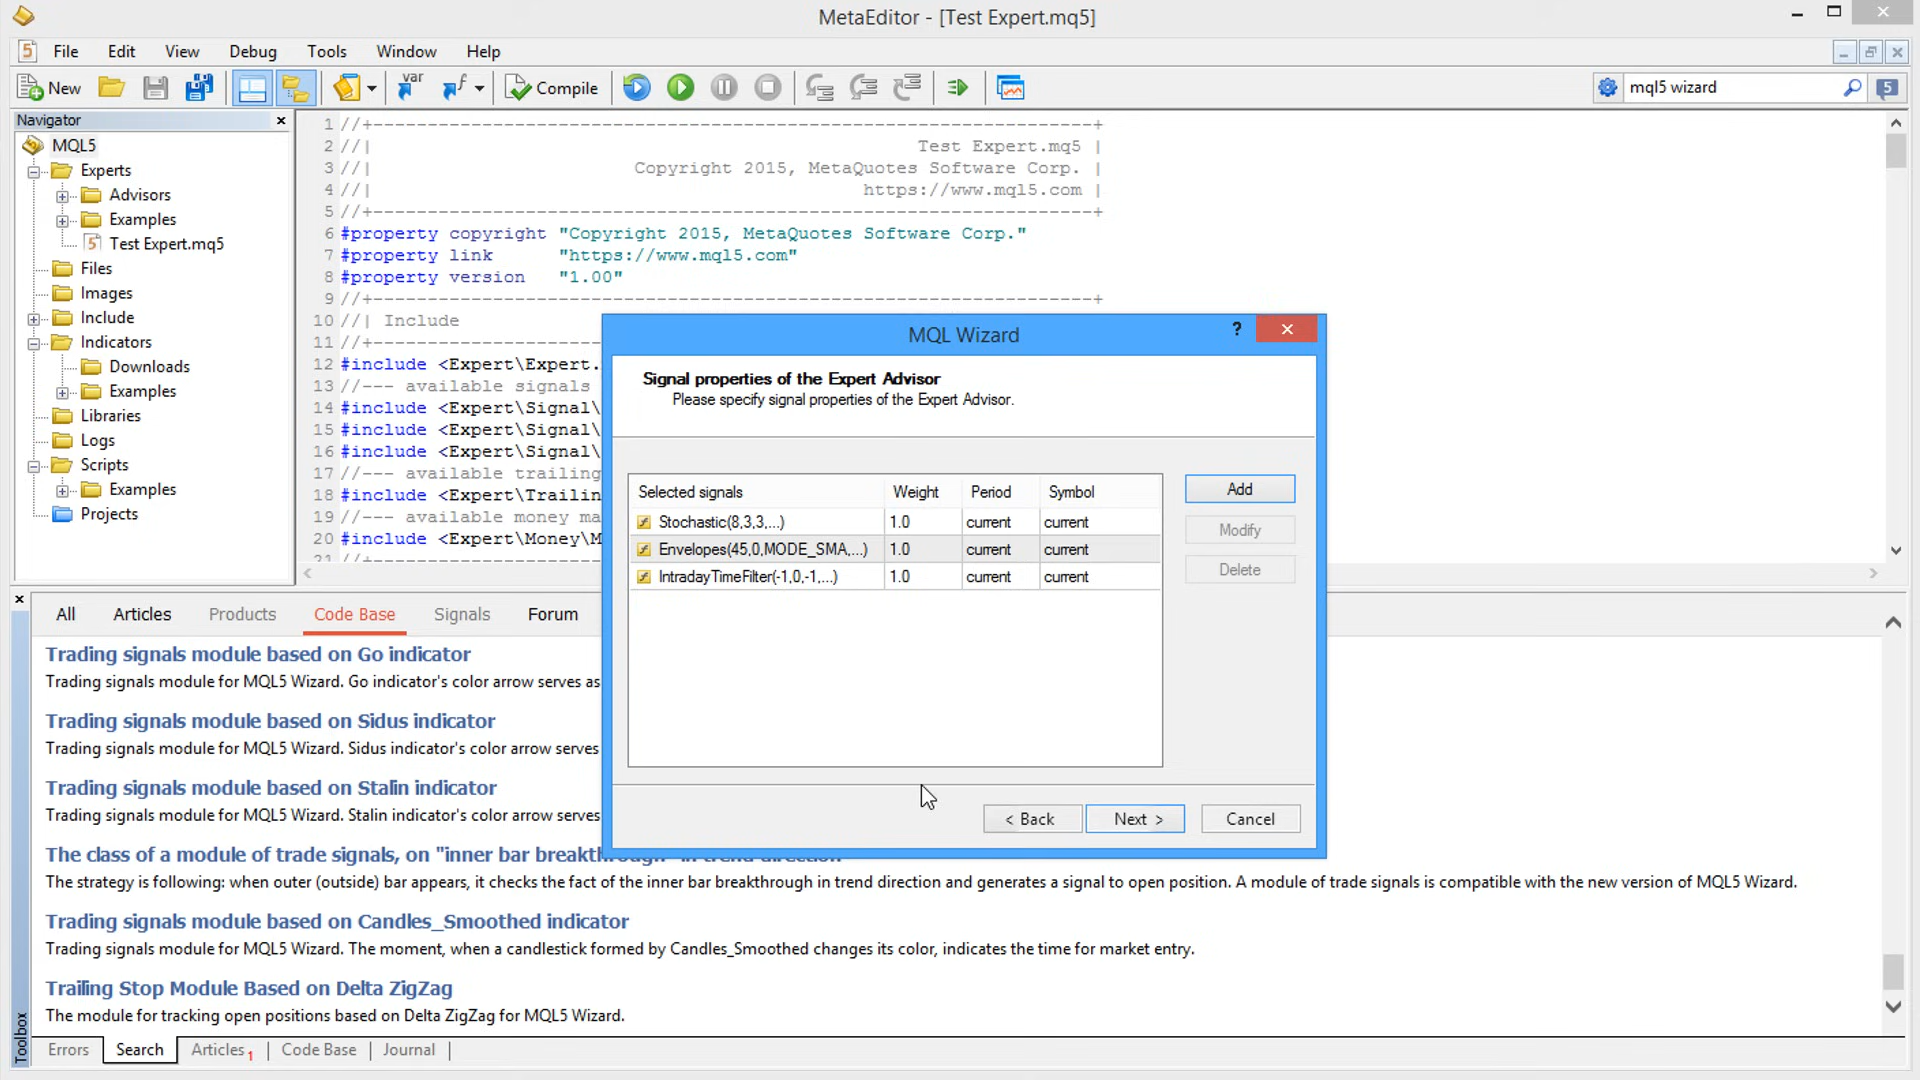 MetaEditor - [Test Expert.mq5]
File Edit View Debug Tools Window Help
New var Compile mql5 wizard 5
Navigator
MQL5
Experts
Advisors
Examples
Test Expert.mq5
Files
Images
Include
Indicators
Downloads
Examples
Libraries
Logs
Scripts
Examples
Projects
1 //+------------------------------------------------------------------+
2 //| Test Expert.mq5 |
3 //| Copyright 2015, MetaQuotes Software Corp. |
4 //| https://www.mql5.com |
5 //+------------------------------------------------------------------+
6 #property copyright "Copyright 2015, MetaQuotes Software Corp."
7 #property link "https://www.mql5.com"
8 #property version "1.00"
9 //+------------------------------------------------------------------+
10 //| Include
11 //+----------------------
12 #include <Expert\Expert.
13 //--- available signals
14 #include <Expert\Signal\
15 #include <Expert\Signal\
16 #include <Expert\Signal\
17 //--- available trailing
18 #include <Expert\Trailin
19 //--- available money ma
20 #include <Expert\Money\M
21 //+----------------------
MQL Wizard
?
Signal properties of the Expert Advisor
Please specify signal properties of the Expert Advisor.
Selected signals Weight Period Symbol
Stochastic(8,3,3,...) 1.0 current current
Envelopes(45,0,MODE_SMA,...) 1.0 current current
IntradayTimeFilter(-1,0,-1,...) 1.0 current current
Add
Modify
Delete
< Back Next > Cancel
All Articles Products Code Base Signals Forum
Trading signals module based on Go indicator
Trading signals module for MQL5 Wizard. Go indicator's color arrow serves as
Trading signals module based on Sidus indicator
Trading signals module for MQL5 Wizard. Sidus indicator's color arrow serves
Trading signals module based on Stalin indicator
Trading signals module for MQL5 Wizard. Stalin indicator's color arrow serves
The class of a module of trade signals, on "inner bar breakthrough" in trend direction
The strategy is following: when outer (outside) bar appears, it checks the fact of the inner bar breakthrough in trend direction and generates a signal to open position. A module of trade signals is compatible with the new version of MQL5 Wizard.
Trading signals module based on Candles_Smoothed indicator
Trading signals module for MQL5 Wizard. The moment, when a candlestick formed by Candles_Smoothed changes its color, indicates the time for market entry.
Trailing Stop Module Based on Delta ZigZag
The module for tracking open positions based on Delta ZigZag for MQL5 Wizard.
Toolbox
Errors Search Articles 1 Code Base Journal